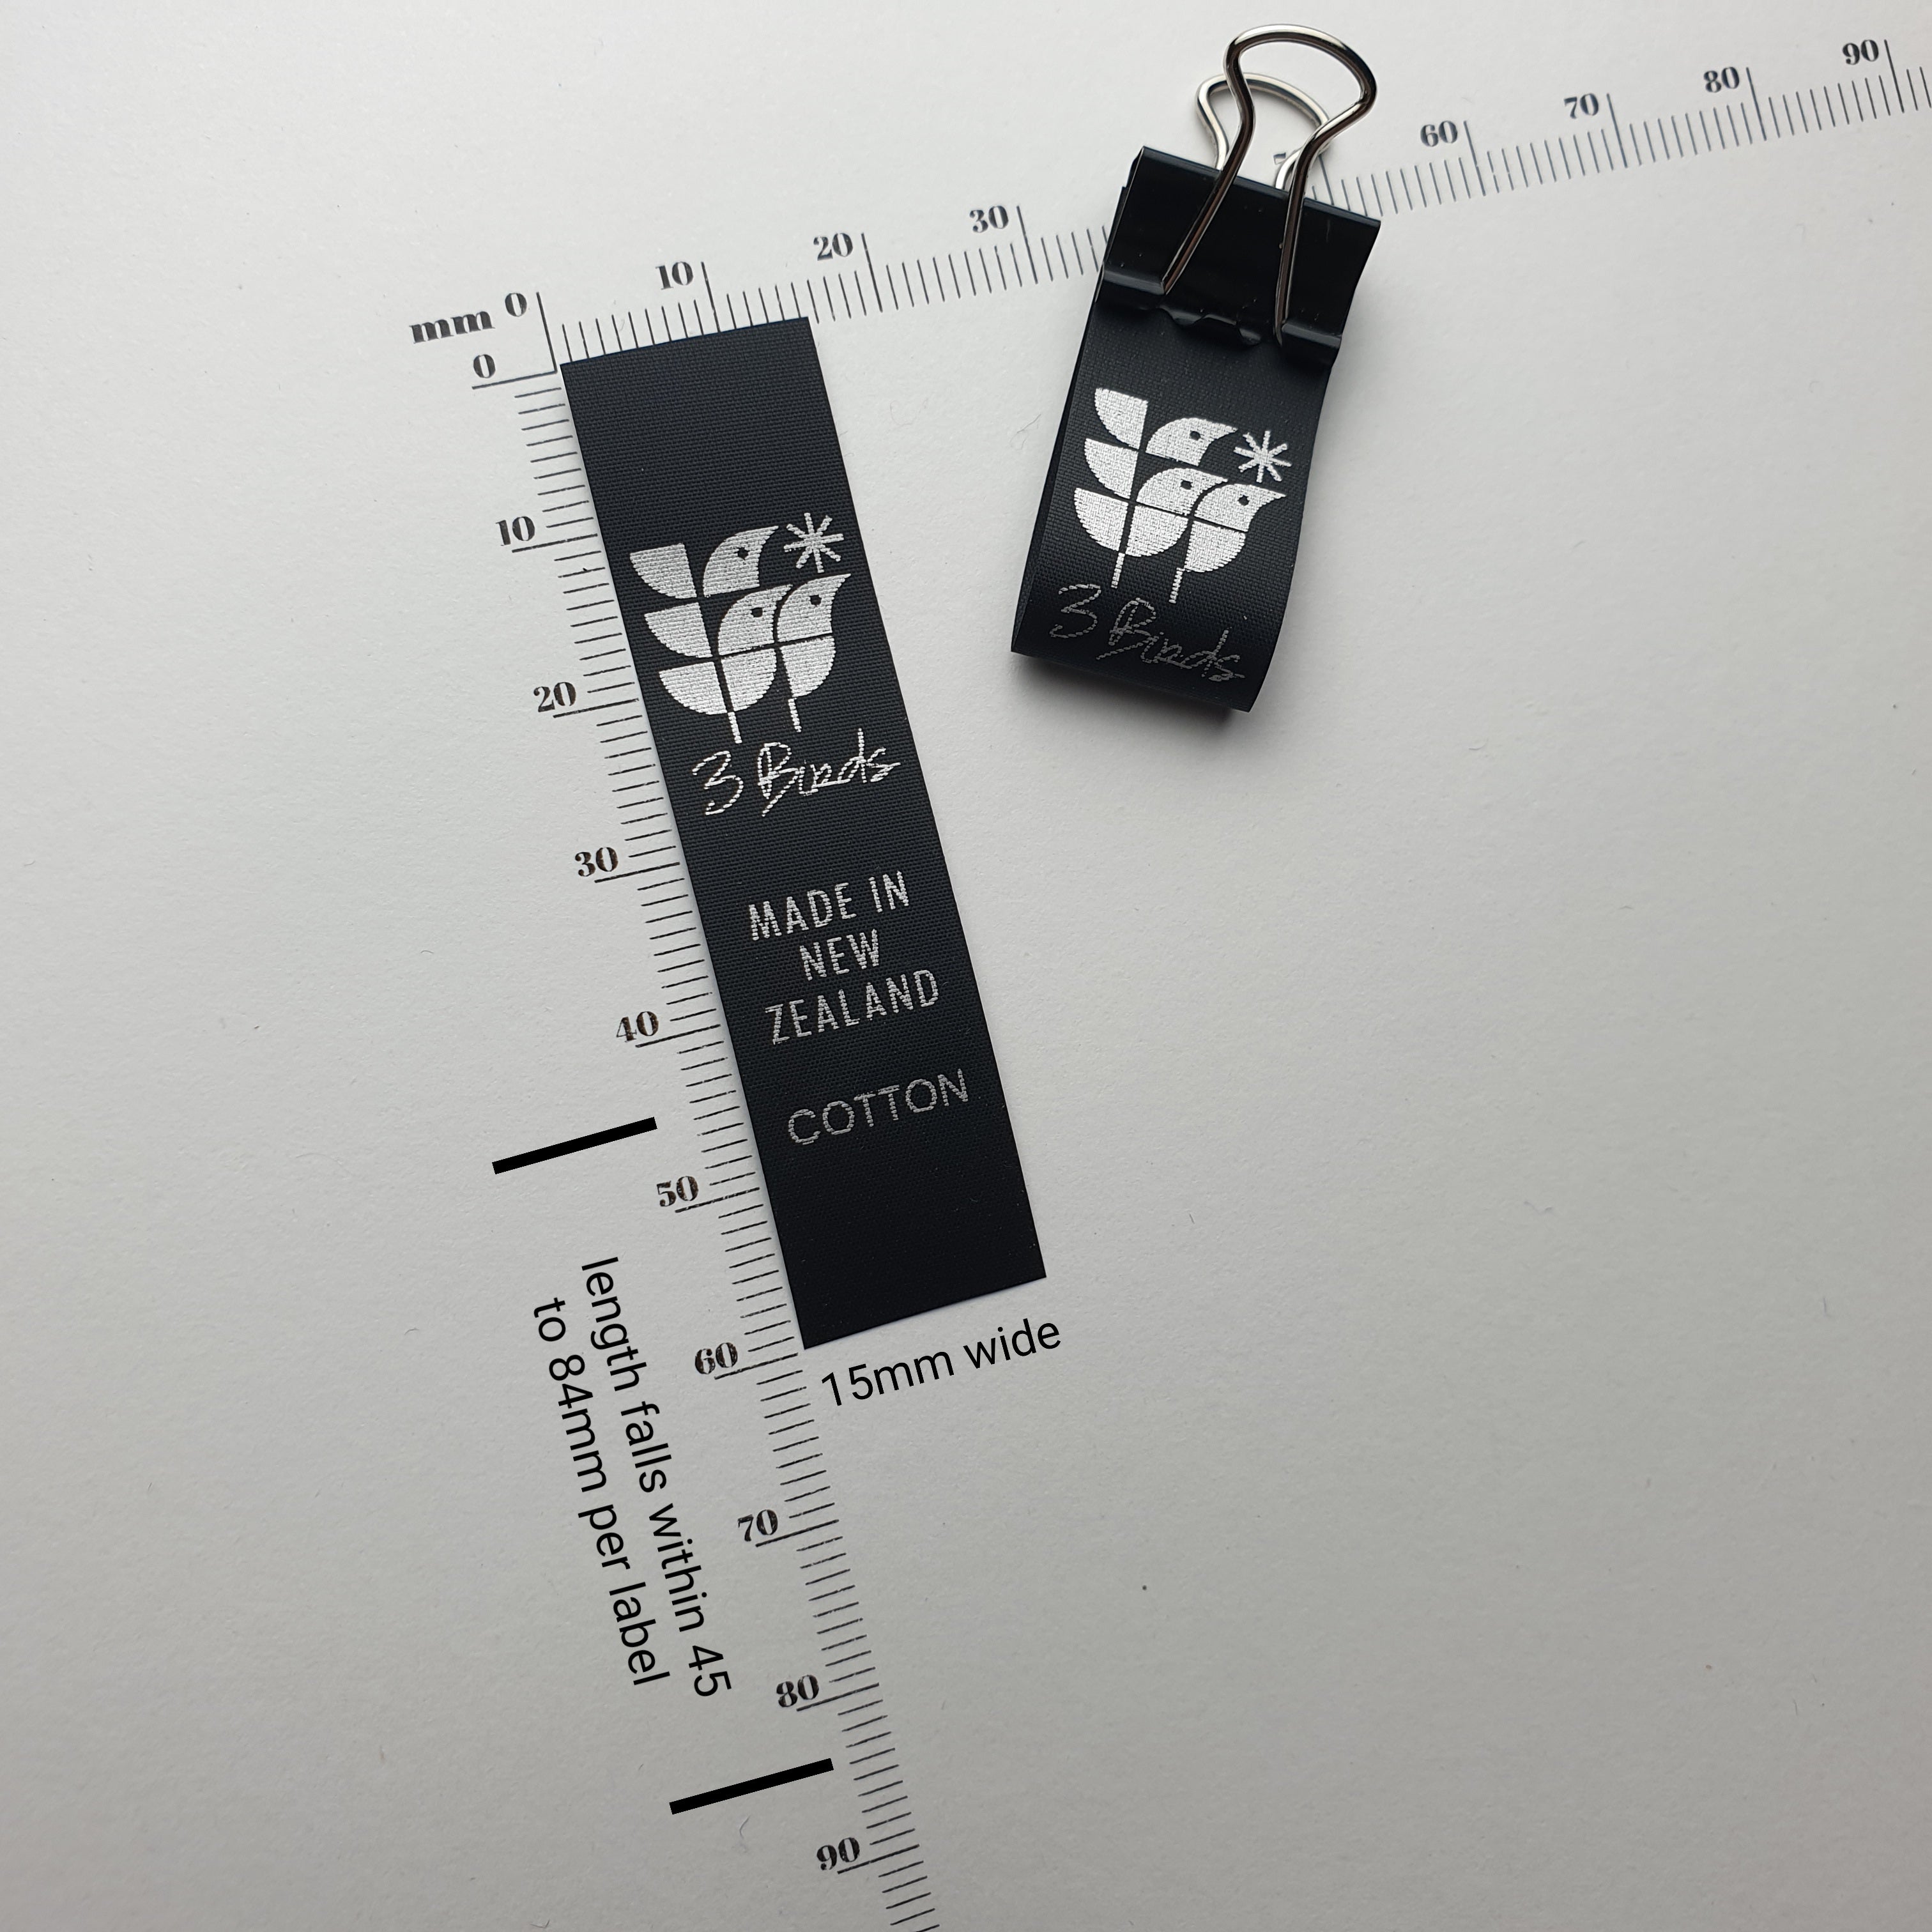 mm 0 10 20 30 60 70 80 90
0
10
20
30
40
50
60
70
80
90
3 Birds
MADE IN
NEW
ZEALAND
COTTON
3 Birds
15mm wide
length falls within 45
to 84mm per label